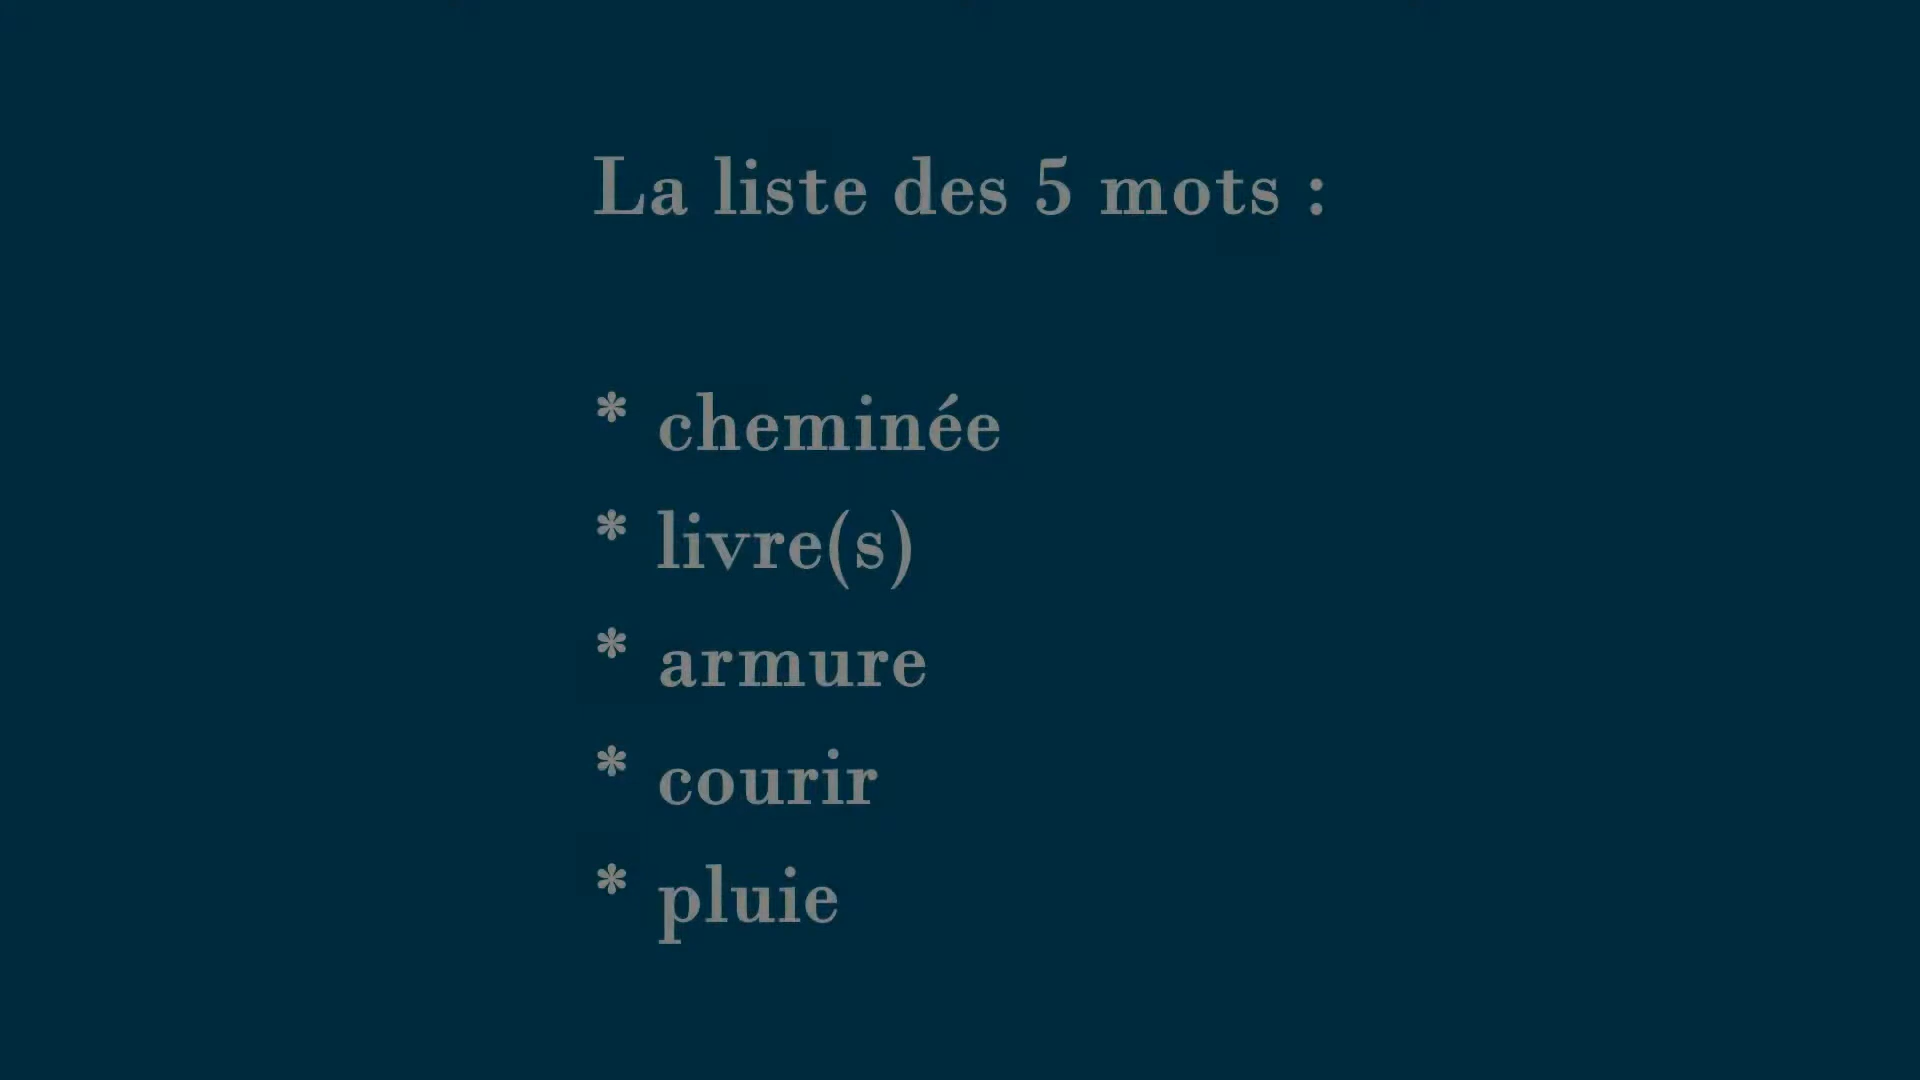 La liste des 5 mots :
* cheminée
* livre(s)
* armure
* courir
* pluie